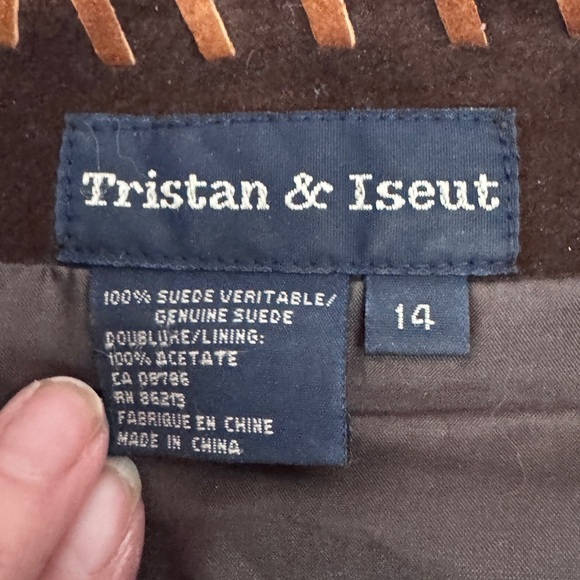 Tristan & Iseut
100% SUEDE VERITABLE/
GENUINE SUEDE
DOUBLURE/LINING:
100% ACETATE
CA 09786
RN 86213
FABRIQUE EN CHINE
MADE IN CHINA
14